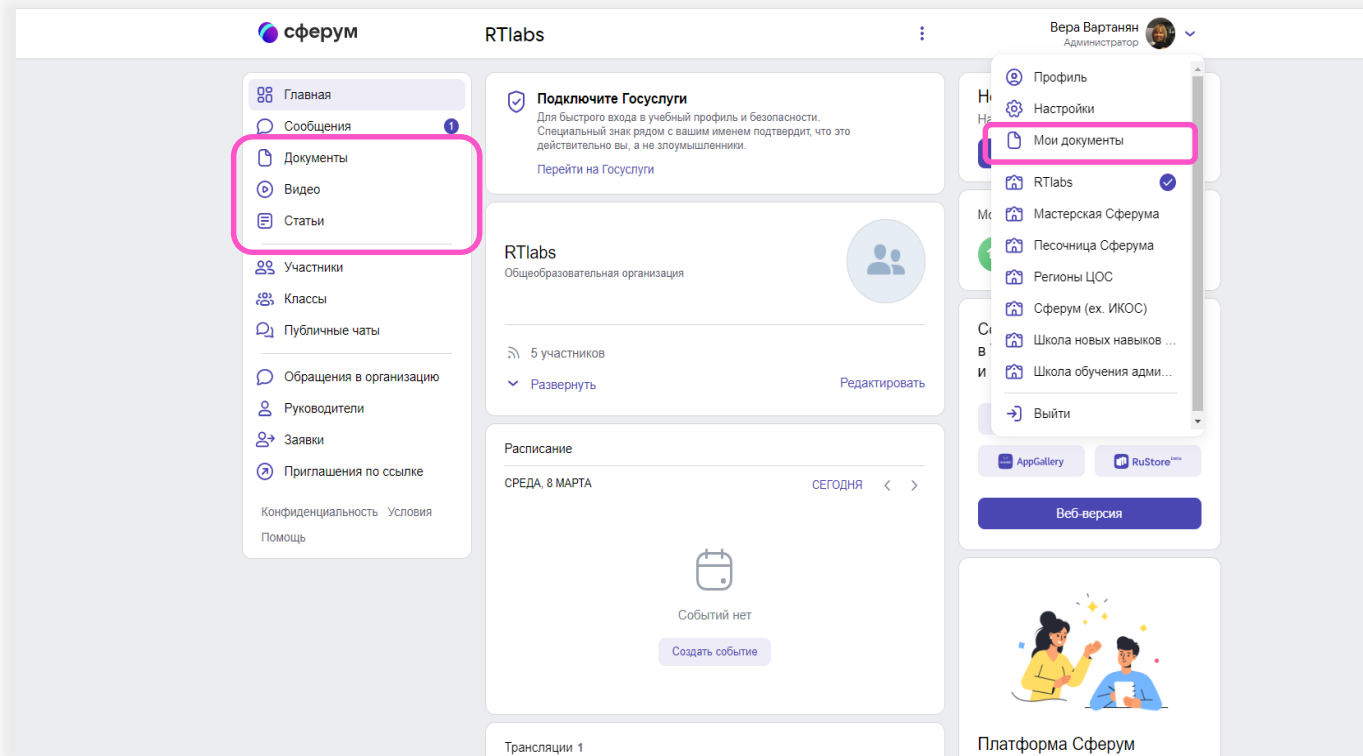 сферум
RTlabs
Вера Вартанян
Администратор
Главная
Сообщения
1
Документы
Видео
Статьи
Участники
Классы
Публичные чаты
Обращения в организацию
Руководители
Заявки
Приглашения по ссылке
Конфиденциальность Условия
Помощь
Подключите Госуслуги
Для быстрого входа в учебный профиль и безопасности.
Специальный знак рядом с вашим именем подтвердит, что это
действительно вы, а не злоумышленники.
Перейти на Госуслуги
RTlabs
Общеобразовательная организация
5 участников
Развернуть
Редактировать
Расписание
СРЕДА, 8 МАРТА
СЕГОДНЯ
Событий нет
Создать событие
Трансляции 1
Профиль
Настройки
Мои документы
RTlabs
Мастерская Сферума
Песочница Сферума
Регионы ЦОС
Сферум (ex. ИКОС)
Школа новых навыков ...
Школа обучения адми...
Выйти
в
и
AppGallery
RuStore
Веб-версия
Платформа Сферум